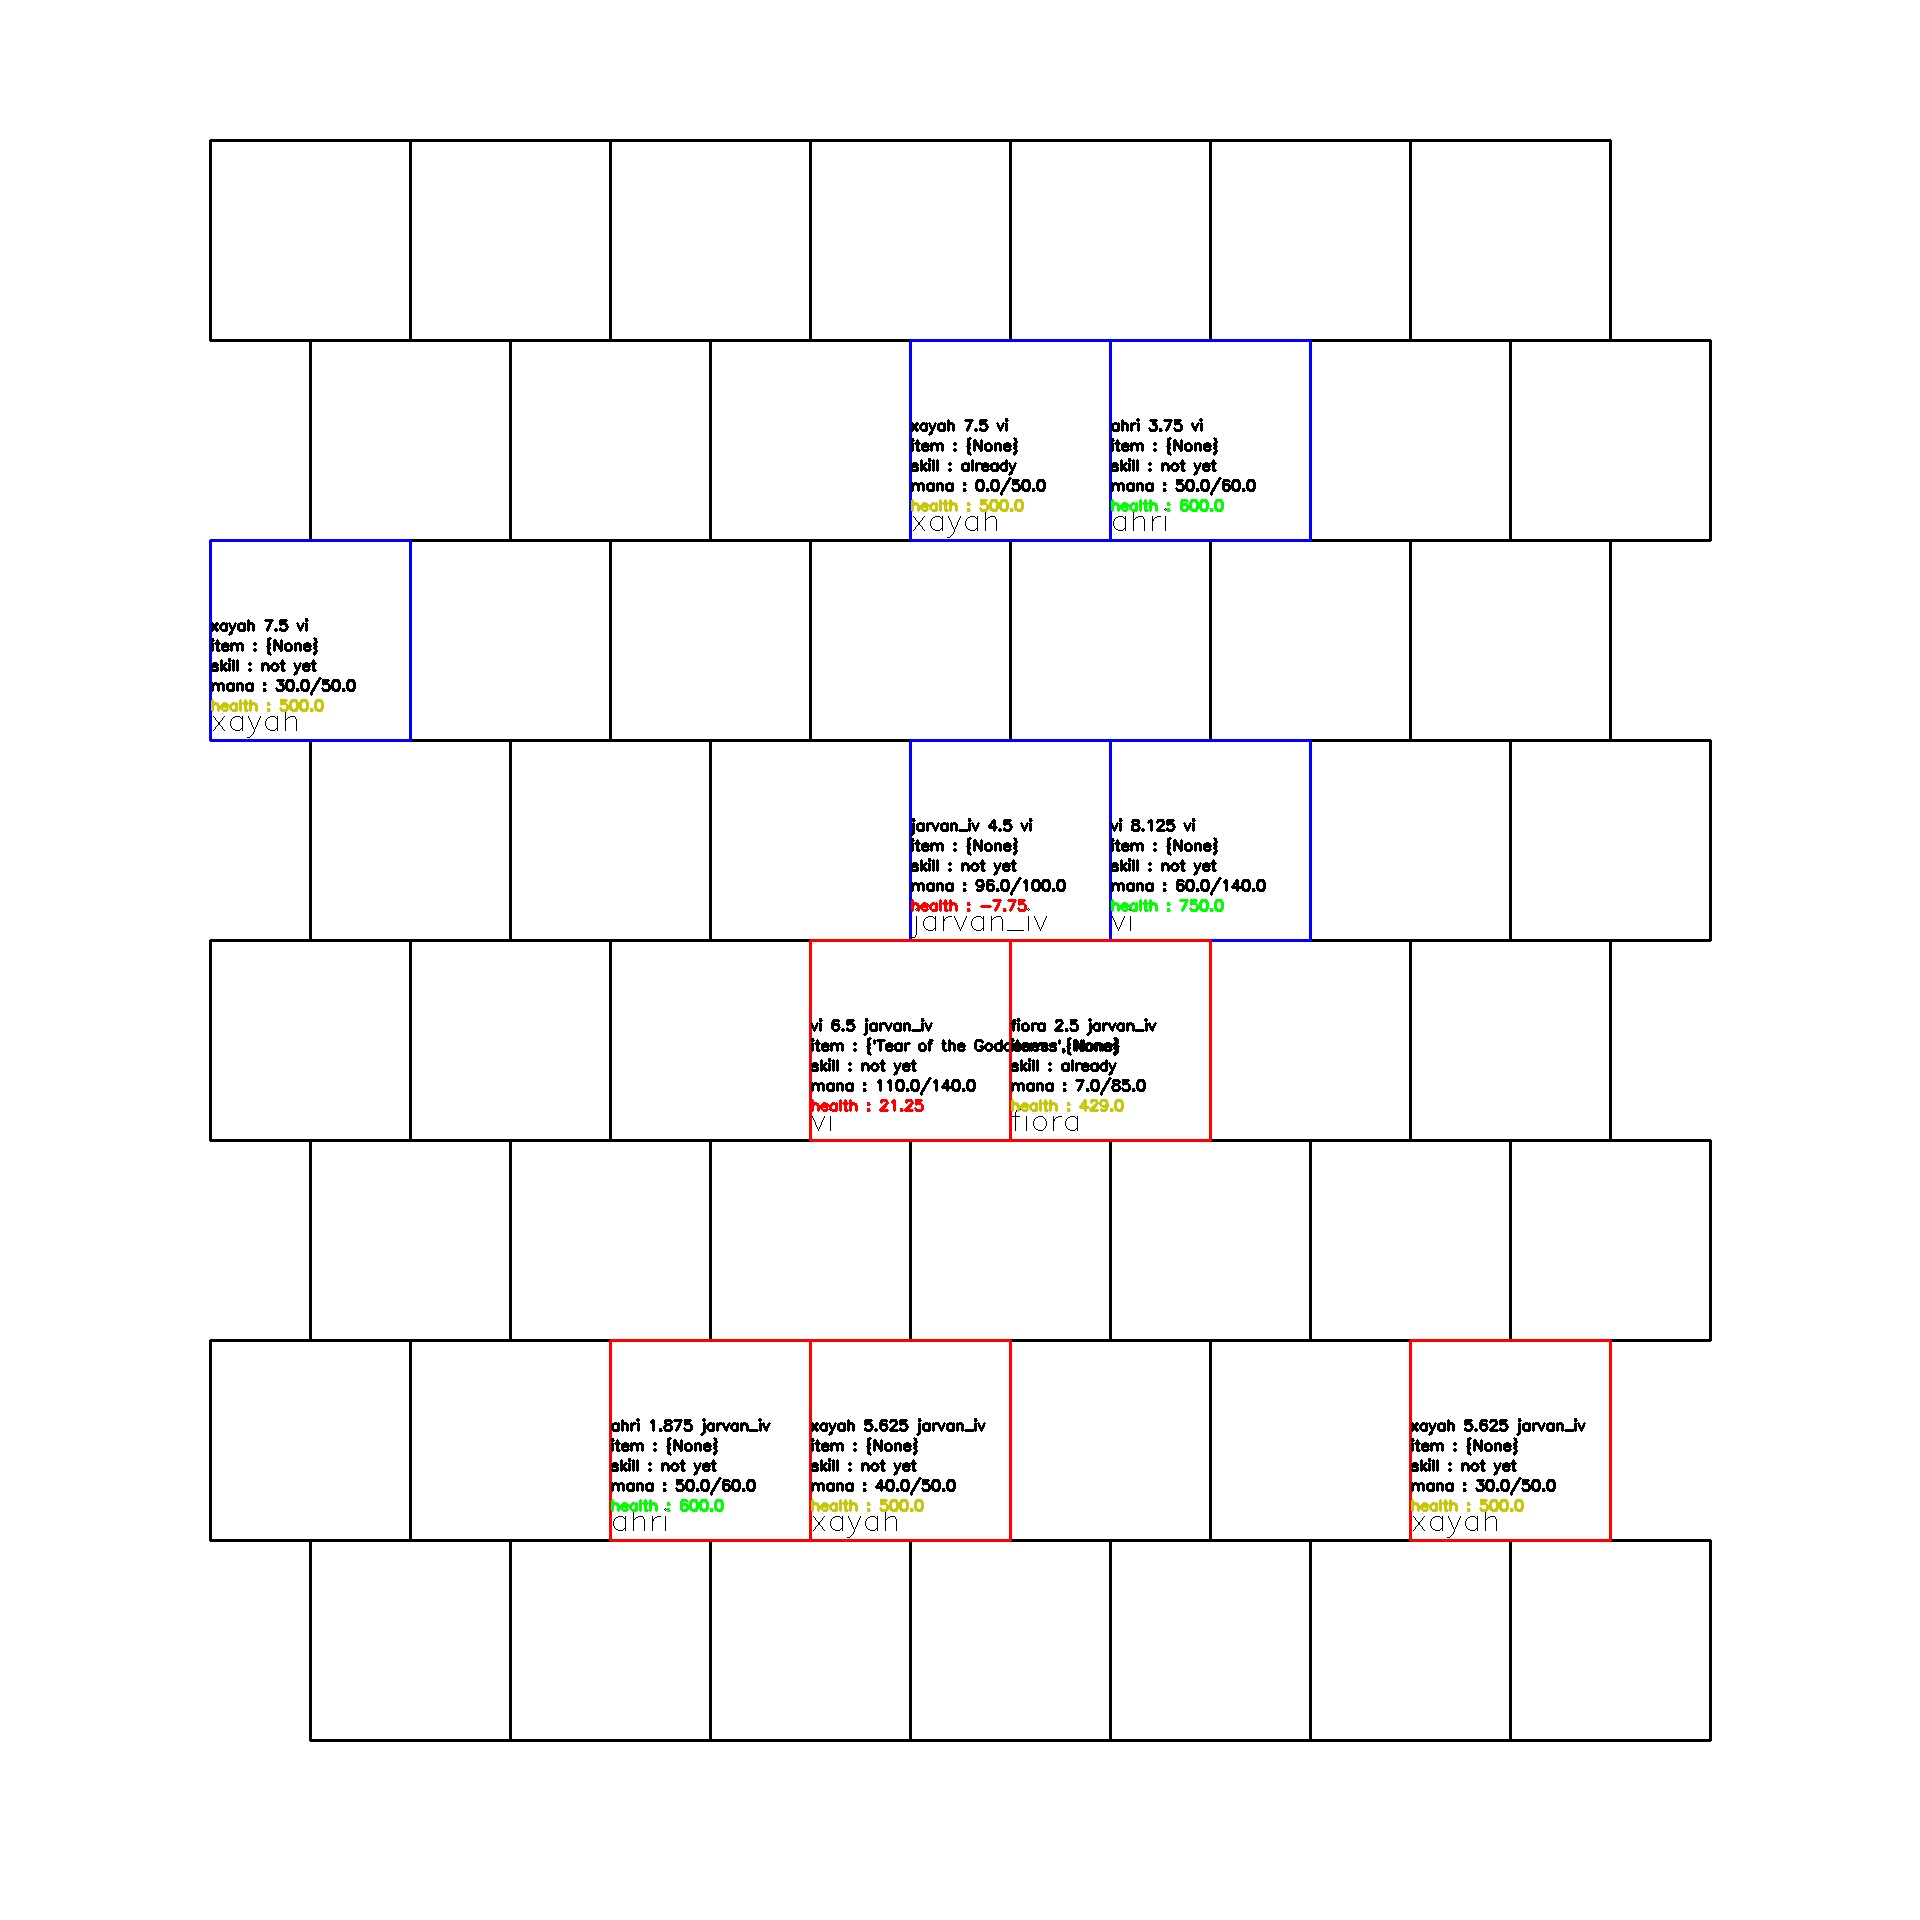 xayah 7.5 vi
item : {None}
skill : already
mana : 0.0/50.0
health : 500.0
xayah
ahri 3.75 vi
item : {None}
skill : not yet
mana : 50.0/60.0
health : 600.0
ahri
xayah 7.5 vi
item : {None}
skill : not yet
mana : 30.0/50.0
health : 500.0
xayah
jarvan_iv 4.5 vi
item : {None}
skill : not yet
mana : 96.0/100.0
health : -7.75
jarvan_iv
vi 8.125 vi
item : {None}
skill : not yet
mana : 60.0/140.0
health : 750.0
vi
vi 6.5 jarvan_iv
item : {'Tear of the Goddess',
skill : not yet
mana : 110.0/140.0
health : 21.25
vi
fiora 2.5 jarvan_iv
item : {None}
skill : already
mana : 7.0/85.0
health : 429.0
fiora
ahri 1.875 jarvan_iv
item : {None}
skill : not yet
mana : 50.0/60.0
health : 600.0
ahri
xayah 5.625 jarvan_iv
item : {None}
skill : not yet
mana : 40.0/50.0
health : 500.0
xayah
xayah 5.625 jarvan_iv
item : {None}
skill : not yet
mana : 30.0/50.0
health : 500.0
xayah